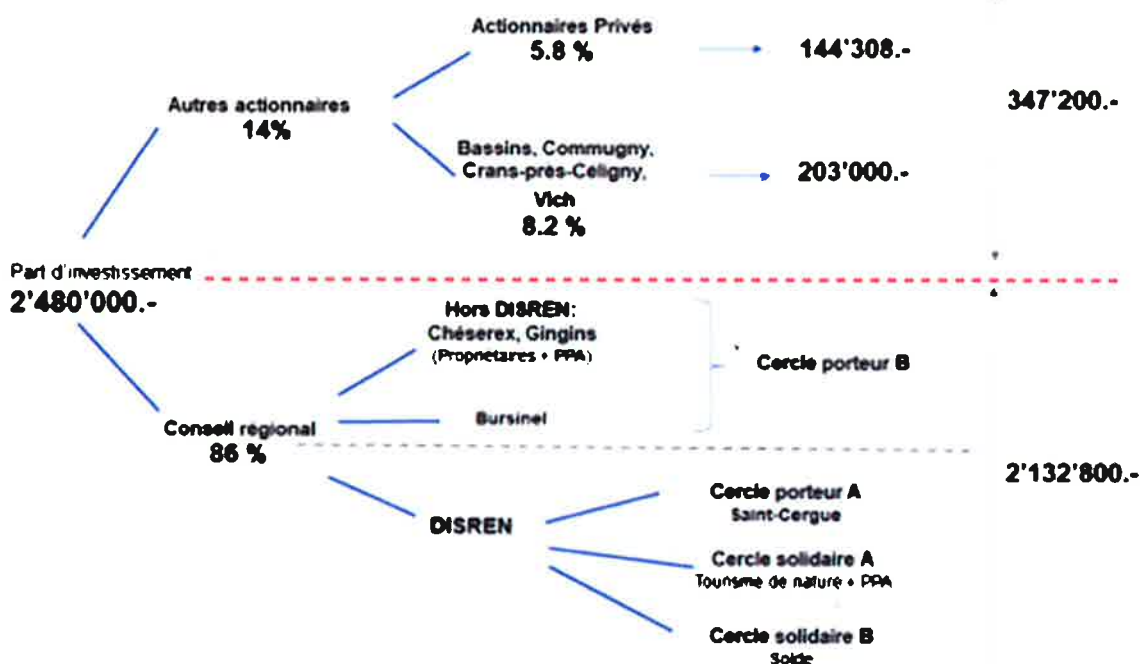 Actionnaires Privés
5.8 %
144'308.-
347'200.-
Autres actionnaires
14%
Bassins, Commugny,
Crans-près-Céligny,
Vich
8.2 %
203'000.-
Part d'investissement
2'480'000.-
Hors DISREN:
Chéserex, Gingins
(Propriétaires + PPA)
Cercle porteur B
Bursinel
Conseil régional
86 %
2'132'800.-
DISREN
Cercle porteur A
Saint-Cergue
Cercle solidaire A
Tourisme de nature + PPA
Cercle solidaire B
Solde